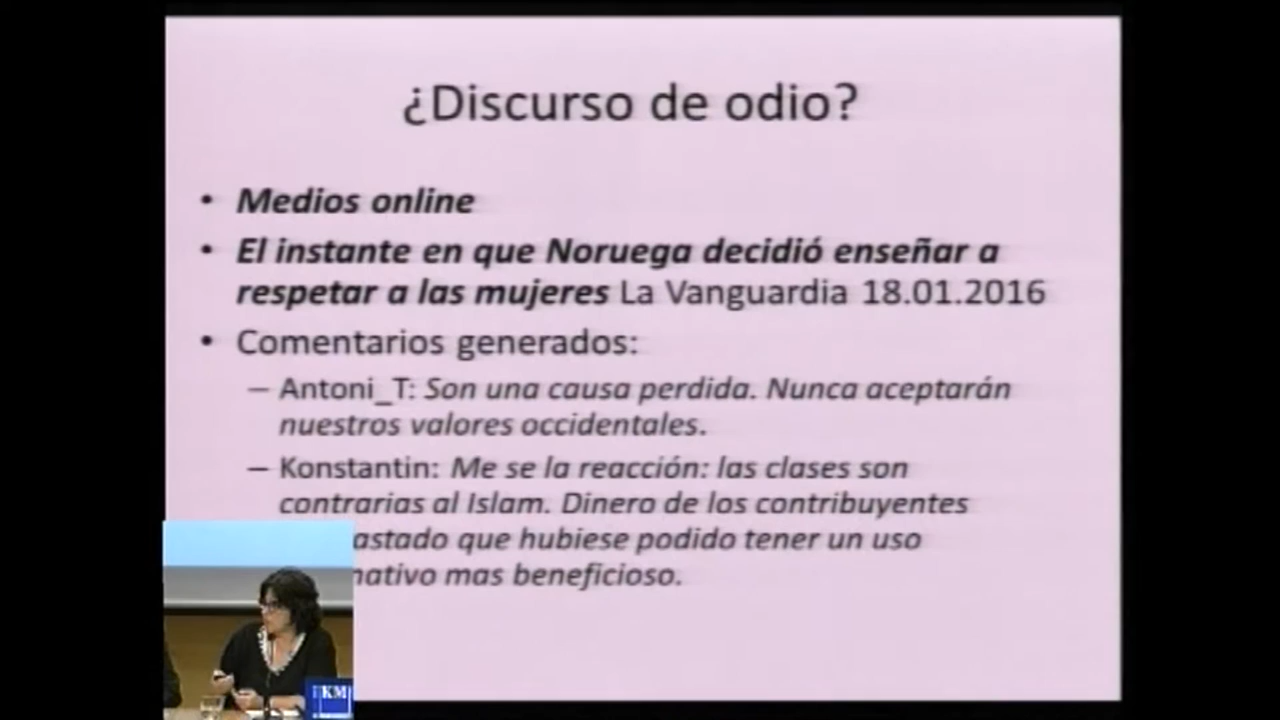 ¿Discurso de odio?
• Medios online
• El instante en que Noruega decidió enseñar a
respetar a las mujeres La Vanguardia 18.01.2016
• Comentarios generados:
– Antoni_T: Son una causa perdida. Nunca aceptarán
nuestros valores occidentales.
– Konstantin: Me se la reacción: las clases son
contrarias al Islam. Dinero de los contribuyentes
que hubiese podido tener un uso
mas beneficioso.
KM